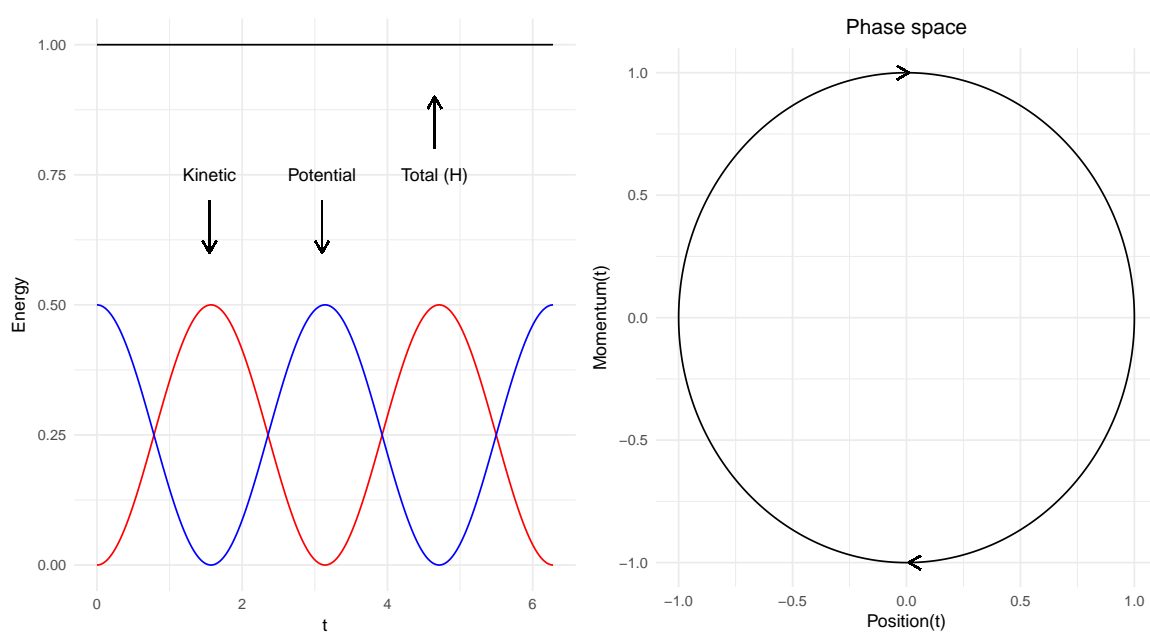 1.00
0.75
0.50
0.25
0.00
Energy
Kinetic
Potential
Total (H)
0
2
4
6
t
Phase space
1.0
0.5
0.0
−0.5
−1.0
Momentum(t)
−1.0
−0.5
0.0
0.5
1.0
Position(t)